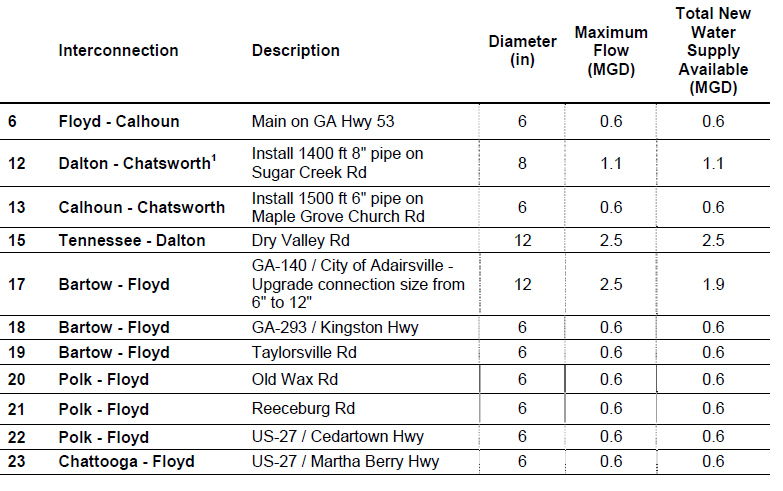 Interconnection Description Diameter (in) Maximum Flow (MGD) Total New Water Supply Available (MGD)
6 Floyd - Calhoun Main on GA Hwy 53 6 0.6 0.6
12 Dalton - Chatsworth¹ Install 1400 ft 8" pipe on Sugar Creek Rd 8 1.1 1.1
13 Calhoun - Chatsworth Install 1500 ft 6" pipe on Maple Grove Church Rd 6 0.6 0.6
15 Tennessee - Dalton Dry Valley Rd 12 2.5 2.5
17 Bartow - Floyd GA-140 / City of Adairsville - Upgrade connection size from 6" to 12" 12 2.5 1.9
18 Bartow - Floyd GA-293 / Kingston Hwy 6 0.6 0.6
19 Bartow - Floyd Taylorsville Rd 6 0.6 0.6
20 Polk - Floyd Old Wax Rd 6 0.6 0.6
21 Polk - Floyd Reeceburg Rd 6 0.6 0.6
22 Polk - Floyd US-27 / Cedartown Hwy 6 0.6 0.6
23 Chattooga - Floyd US-27 / Martha Berry Hwy 6 0.6 0.6